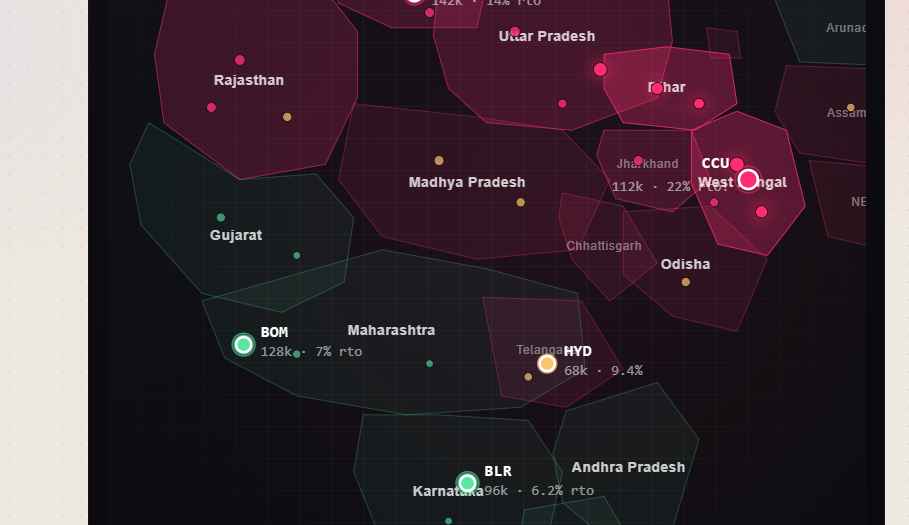 142k · 14% rto
Uttar Pradesh
Arunac
Rajasthan
Bihar
Assam
Jharkhand
CCU
Madhya Pradesh
West Bengal
112k · 22% rto
NE
Gujarat
Chhattisgarh
Odisha
BOM
128k · 7% rto
Maharashtra
Telangana
HYD
68k · 9.4%
Andhra Pradesh
BLR
Karnataka
96k · 6.2% rto